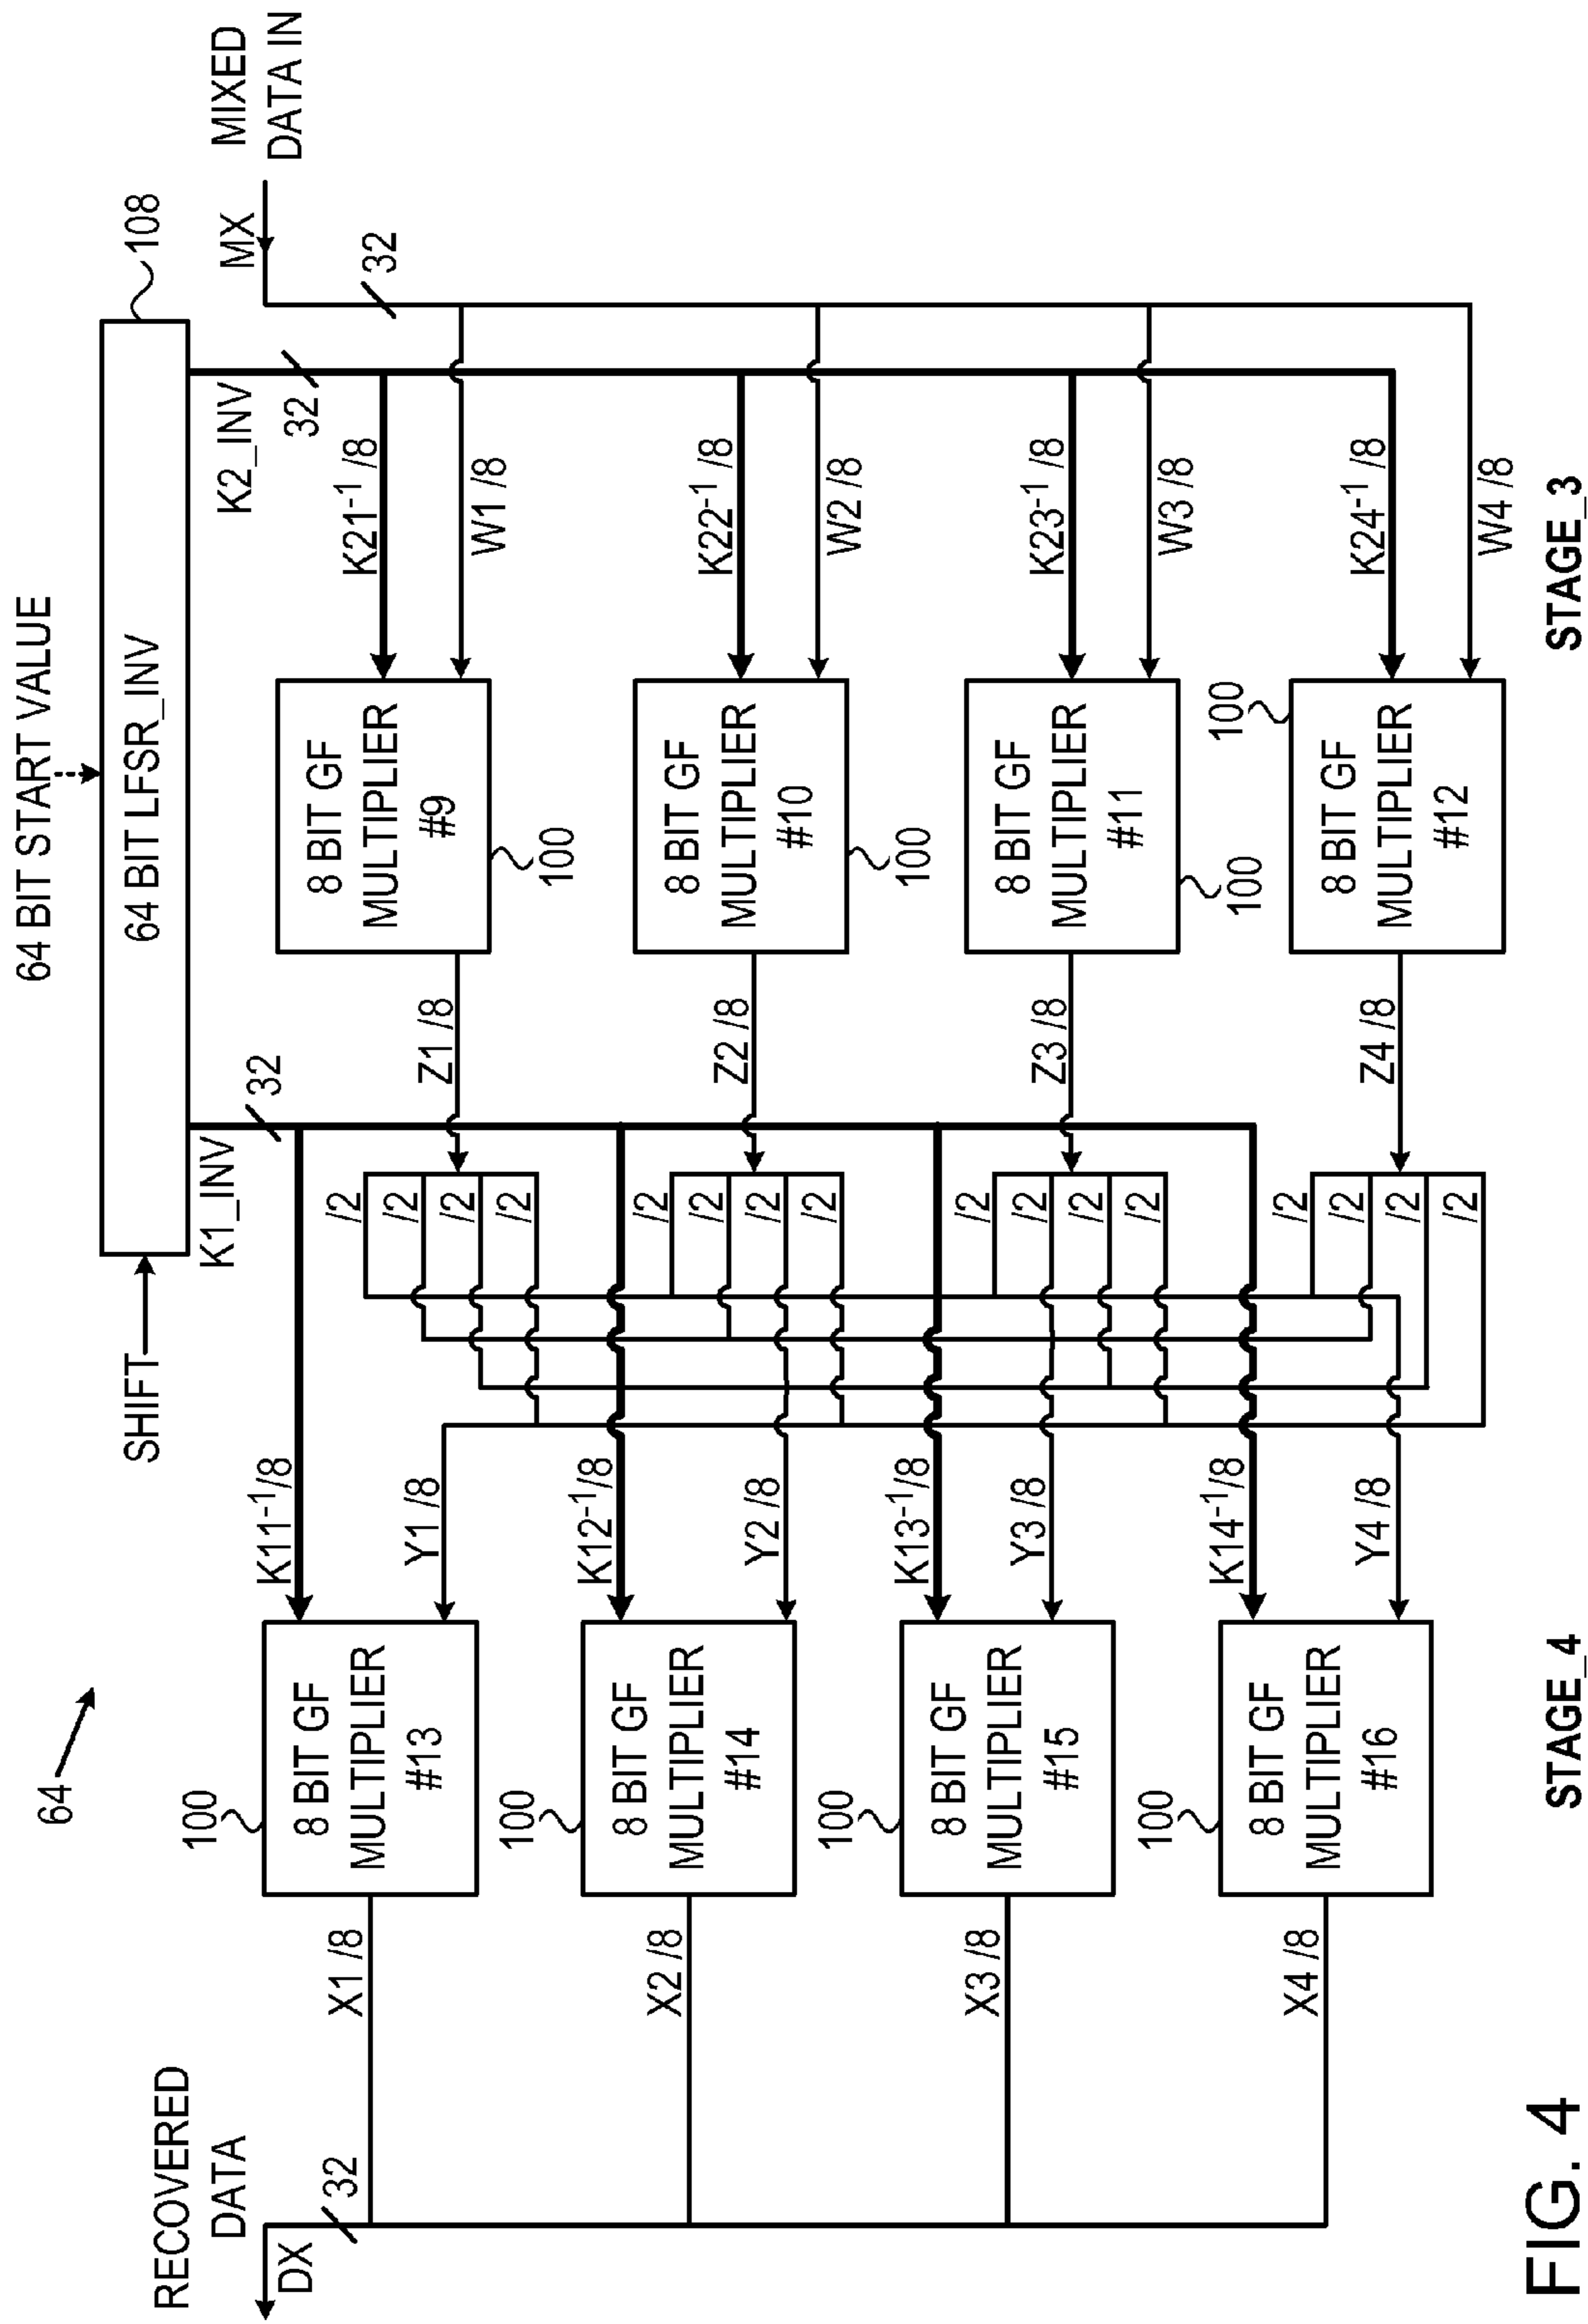 64
64 BIT START VALUE
SHIFT
64 BIT LFSR_INV
108
RECOVERED
DATA
DX
32
K1_INV
32
K2_INV
32
MX
32
MIXED
DATA IN
X1 /8
100
8 BIT GF
MULTIPLIER
#13
K11-1/8
Y1 /8
/2
/2
/2
/2
Z1 /8
8 BIT GF
MULTIPLIER
#9
100
K21-1 /8
W1 /8
X2 /8
100
8 BIT GF
MULTIPLIER
#14
K12-1/8
Y2 /8
/2
/2
/2
/2
Z2 /8
8 BIT GF
MULTIPLIER
#10
100
K22-1 /8
W2 /8
X3 /8
100
8 BIT GF
MULTIPLIER
#15
K13-1/8
Y3 /8
/2
/2
/2
/2
Z3 /8
8 BIT GF
MULTIPLIER
#11
100
K23-1 /8
W3 /8
X4 /8
100
8 BIT GF
MULTIPLIER
#16
K14-1/8
Y4 /8
/2
/2
/2
/2
Z4 /8
100
8 BIT GF
MULTIPLIER
#12
K24-1 /8
W4 /8
FIG. 4
STAGE_4
STAGE_3